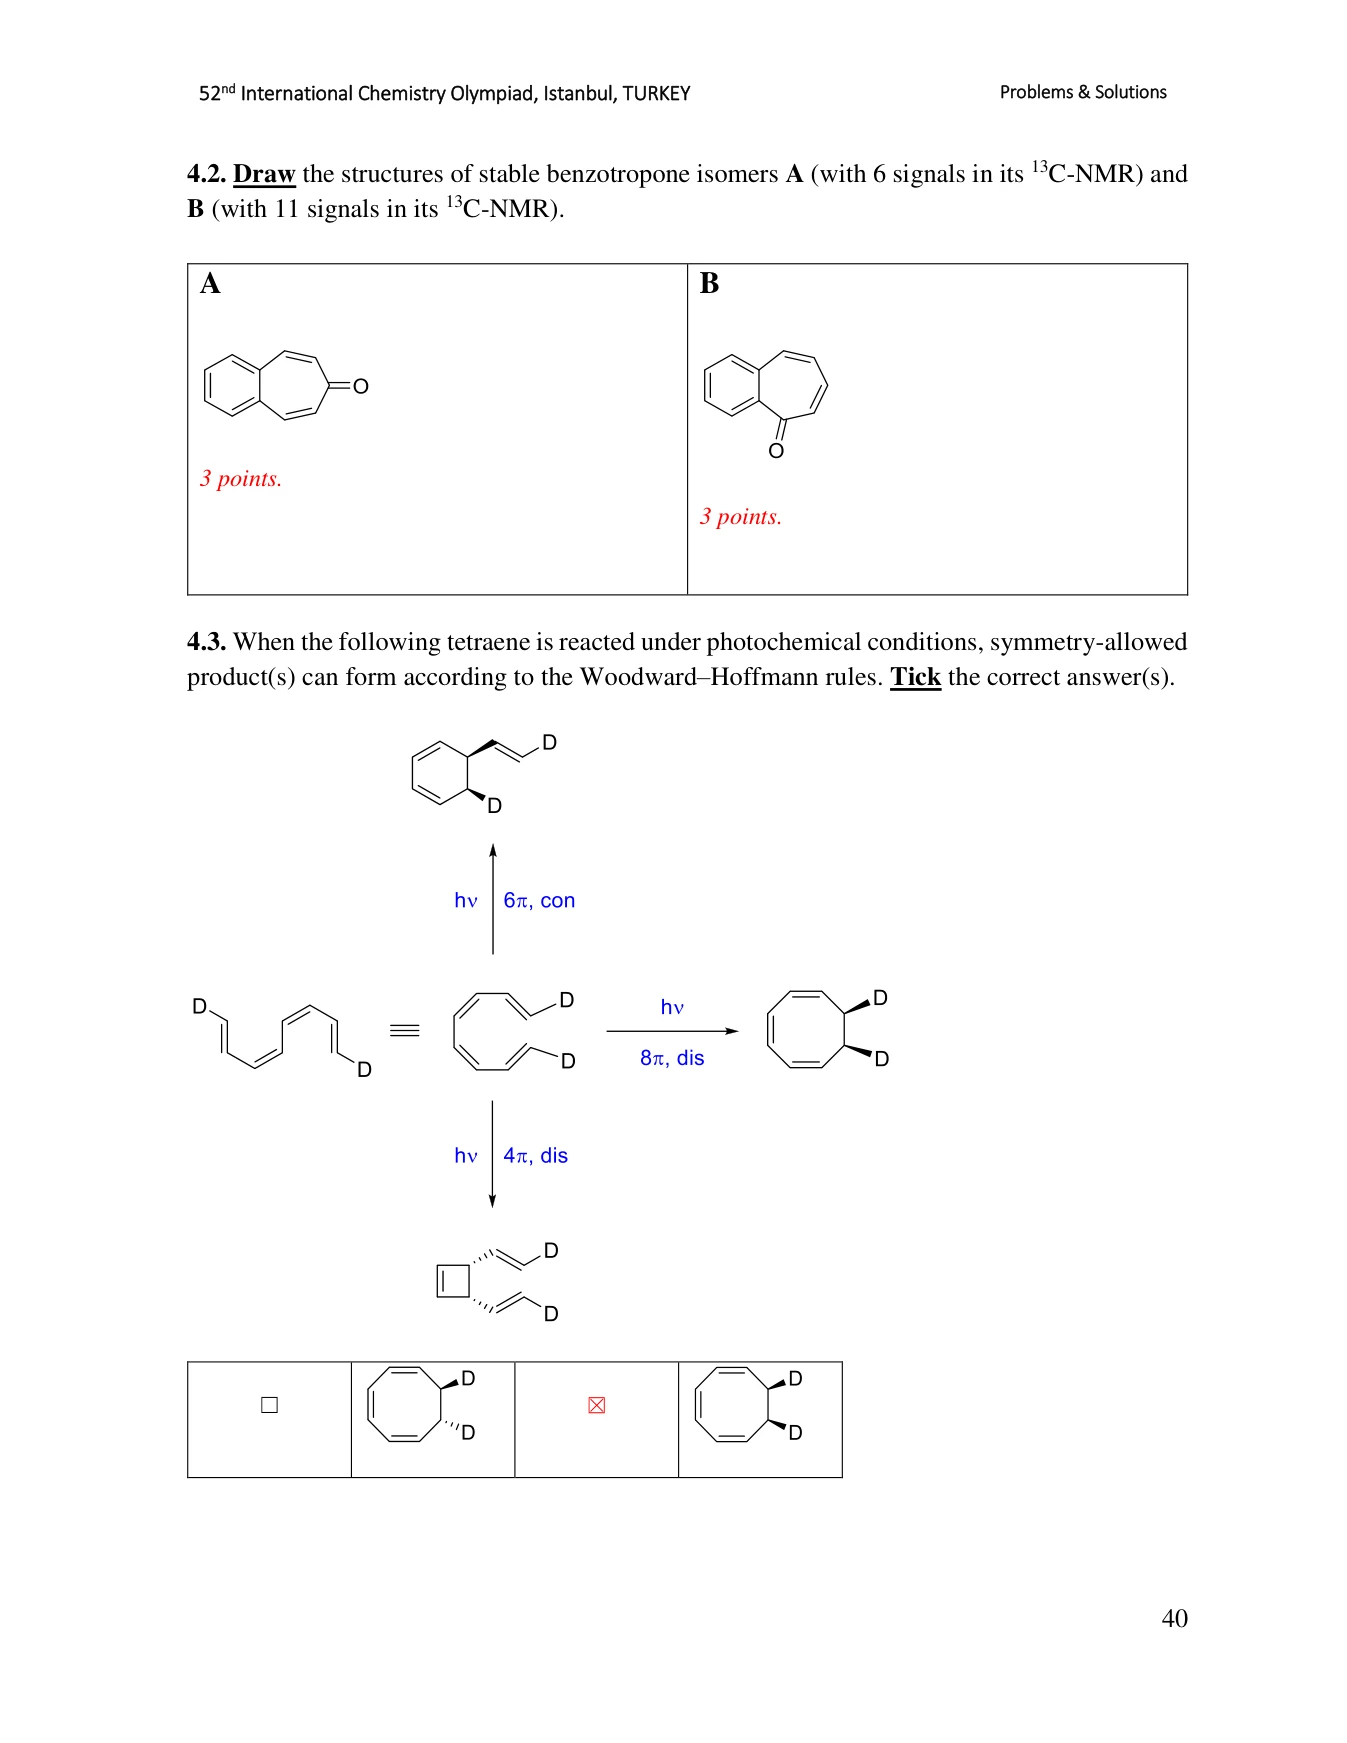 52nd International Chemistry Olympiad, Istanbul, TURKEY Problems & Solutions
4.2. Draw the structures of stable benzotropone isomers A (with 6 signals in its 13C-NMR) and
B (with 11 signals in its 13C-NMR).
A B
O
O
3 points.
3 points.
4.3. When the following tetraene is reacted under photochemical conditions, symmetry-allowed
product(s) can form according to the Woodward–Hoffmann rules. Tick the correct answer(s).
D
D
hν 6π, con
D D D
hν
8π, dis
D D D
hν 4π, dis
D
D
D D
D D
40